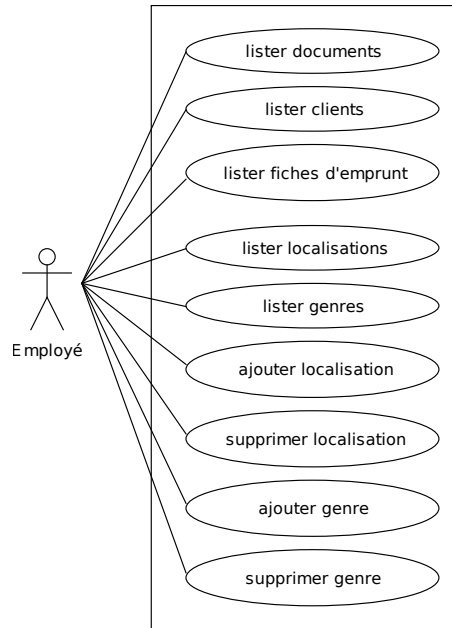 lister documents
lister clients
lister fiches d'emprunt
lister localisations
lister genres
Employé
ajouter localisation
supprimer localisation
ajouter genre
supprimer genre